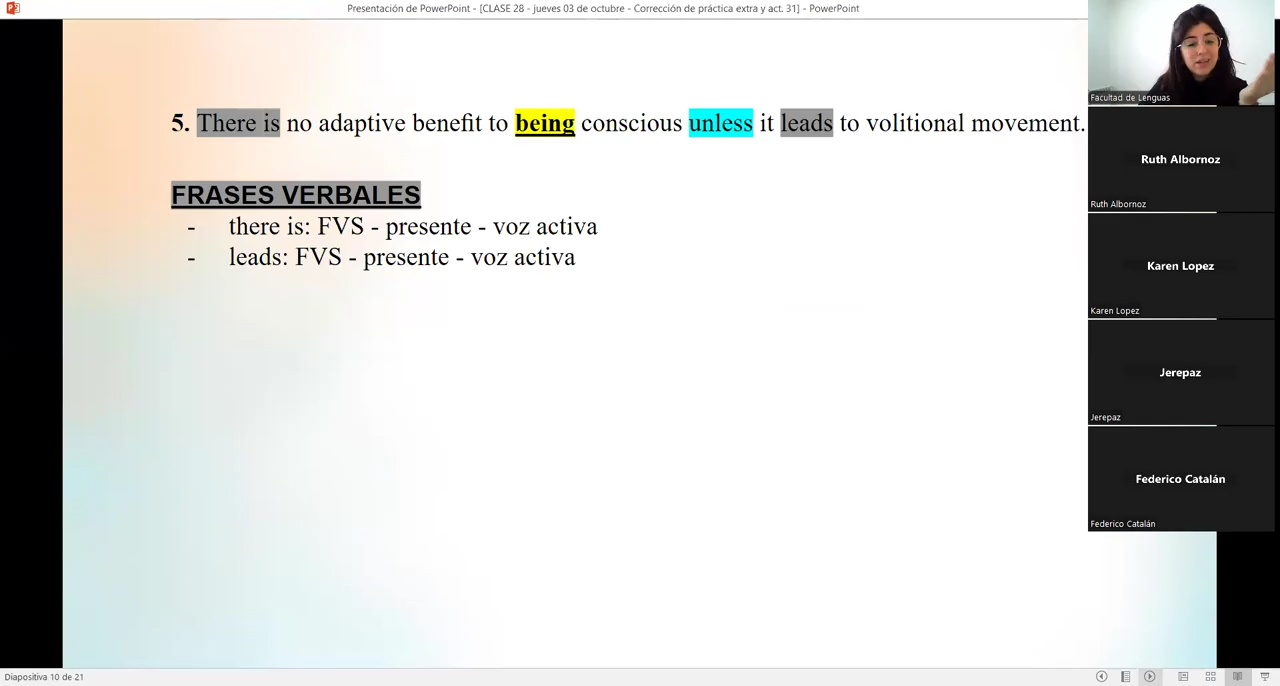 Presentación de PowerPoint - [CLASE 28 - jueves 03 de octubre - Corrección de práctica extra y act. 31] - PowerPoint
5. There is no adaptive benefit to being conscious unless it leads to volitional movement.
FRASES VERBALES
- there is: FVS - presente - voz activa
- leads: FVS - presente - voz activa
Facultad de Lenguas
Ruth Albornoz
Ruth Albornoz
Karen Lopez
Karen Lopez
Jerepaz
Jerepaz
Federico Catalán
Federico Catalán
Diapositiva 10 de 21